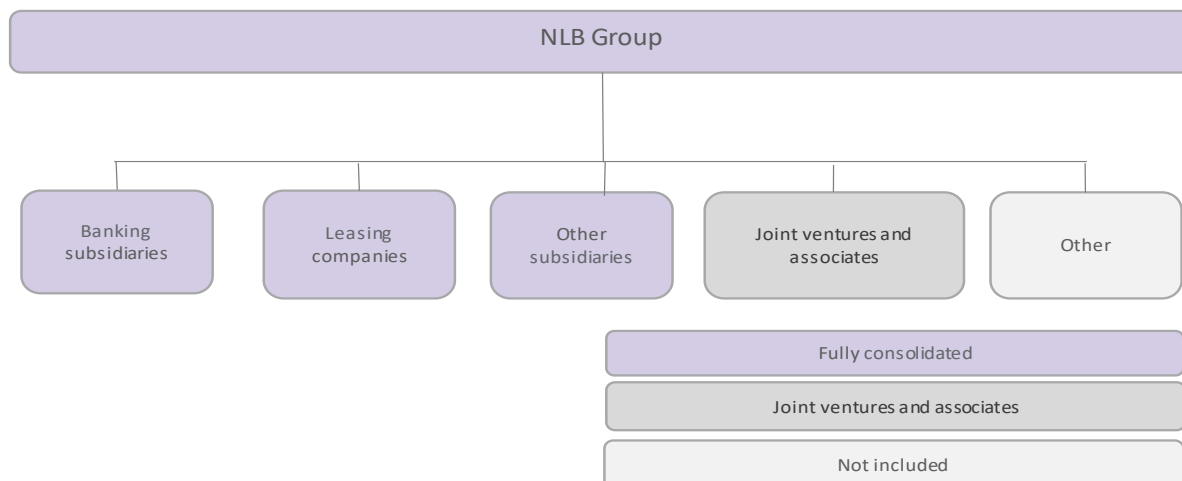 NLB Group
Banking
subsidiaries
Leasing
companies
Other
subsidiaries
Joint ventures and
associates
Other
Fully consolidated
Joint ventures and associates
Not included